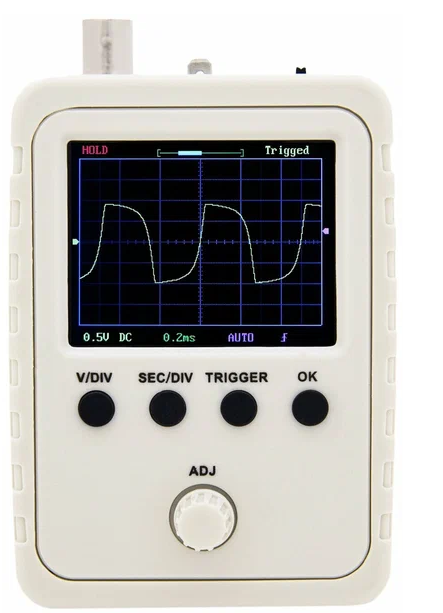 HOLD Trigged
0.5V DC 0.2ms AUTO
V/DIV SEC/DIV TRIGGER OK
ADJ